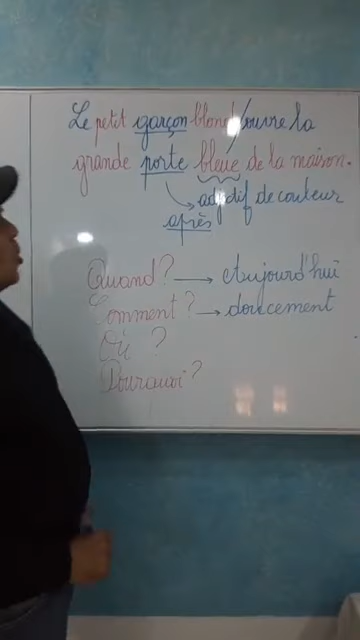 Le petit garçon blond / ouvre la
grande porte bleue de la maison.
→ adjectif de couleur
après
Quand ? → Aujourd'hui
Comment ? → doucement
Où ?
Pourquoi ?